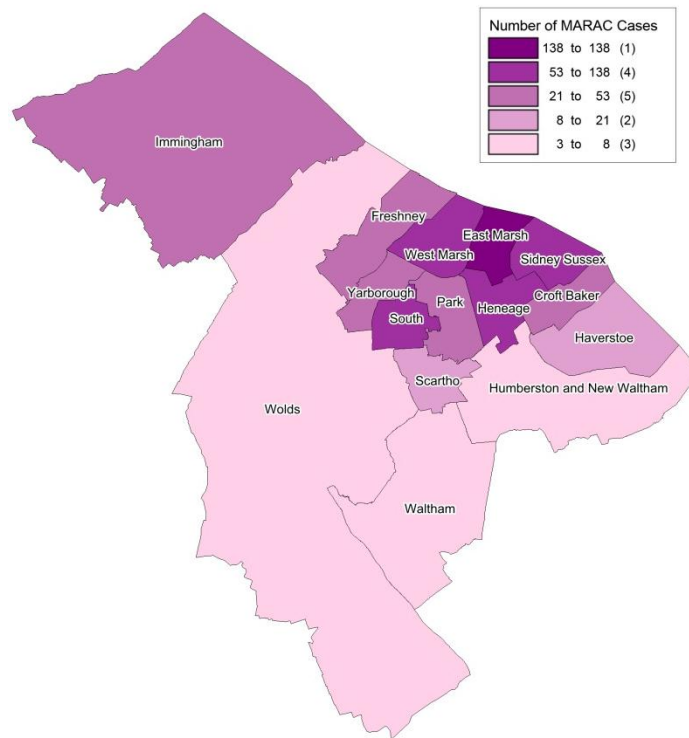 Number of MARAC Cases
138 to 138 (1)
53 to 138 (4)
21 to 53 (5)
8 to 21 (2)
3 to 8 (3)
Immingham
Freshney
East Marsh
West Marsh
Sidney Sussex
Yarborough
Park
Croft Baker
Heneage
South
Haverstoe
Scartho
Humberston and New Waltham
Wolds
Waltham